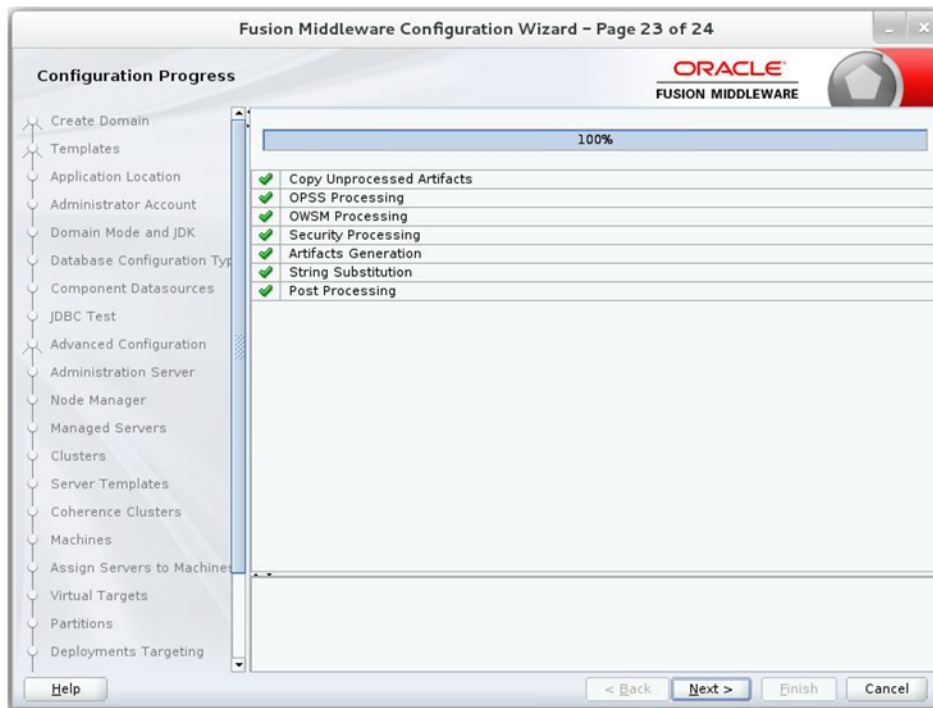 Fusion Middleware Configuration Wizard – Page 23 of 24
Configuration Progress
ORACLE
FUSION MIDDLEWARE
Create Domain
Templates
Application Location
Administrator Account
Domain Mode and JDK
Database Configuration Typ
Component Datasources
JDBC Test
Advanced Configuration
Administration Server
Node Manager
Managed Servers
Clusters
Server Templates
Coherence Clusters
Machines
Assign Servers to Machines
Virtual Targets
Partitions
Deployments Targeting
100%
Copy Unprocessed Artifacts
OPSS Processing
OWSM Processing
Security Processing
Artifacts Generation
String Substitution
Post Processing
Help
< Back
Next >
Finish
Cancel